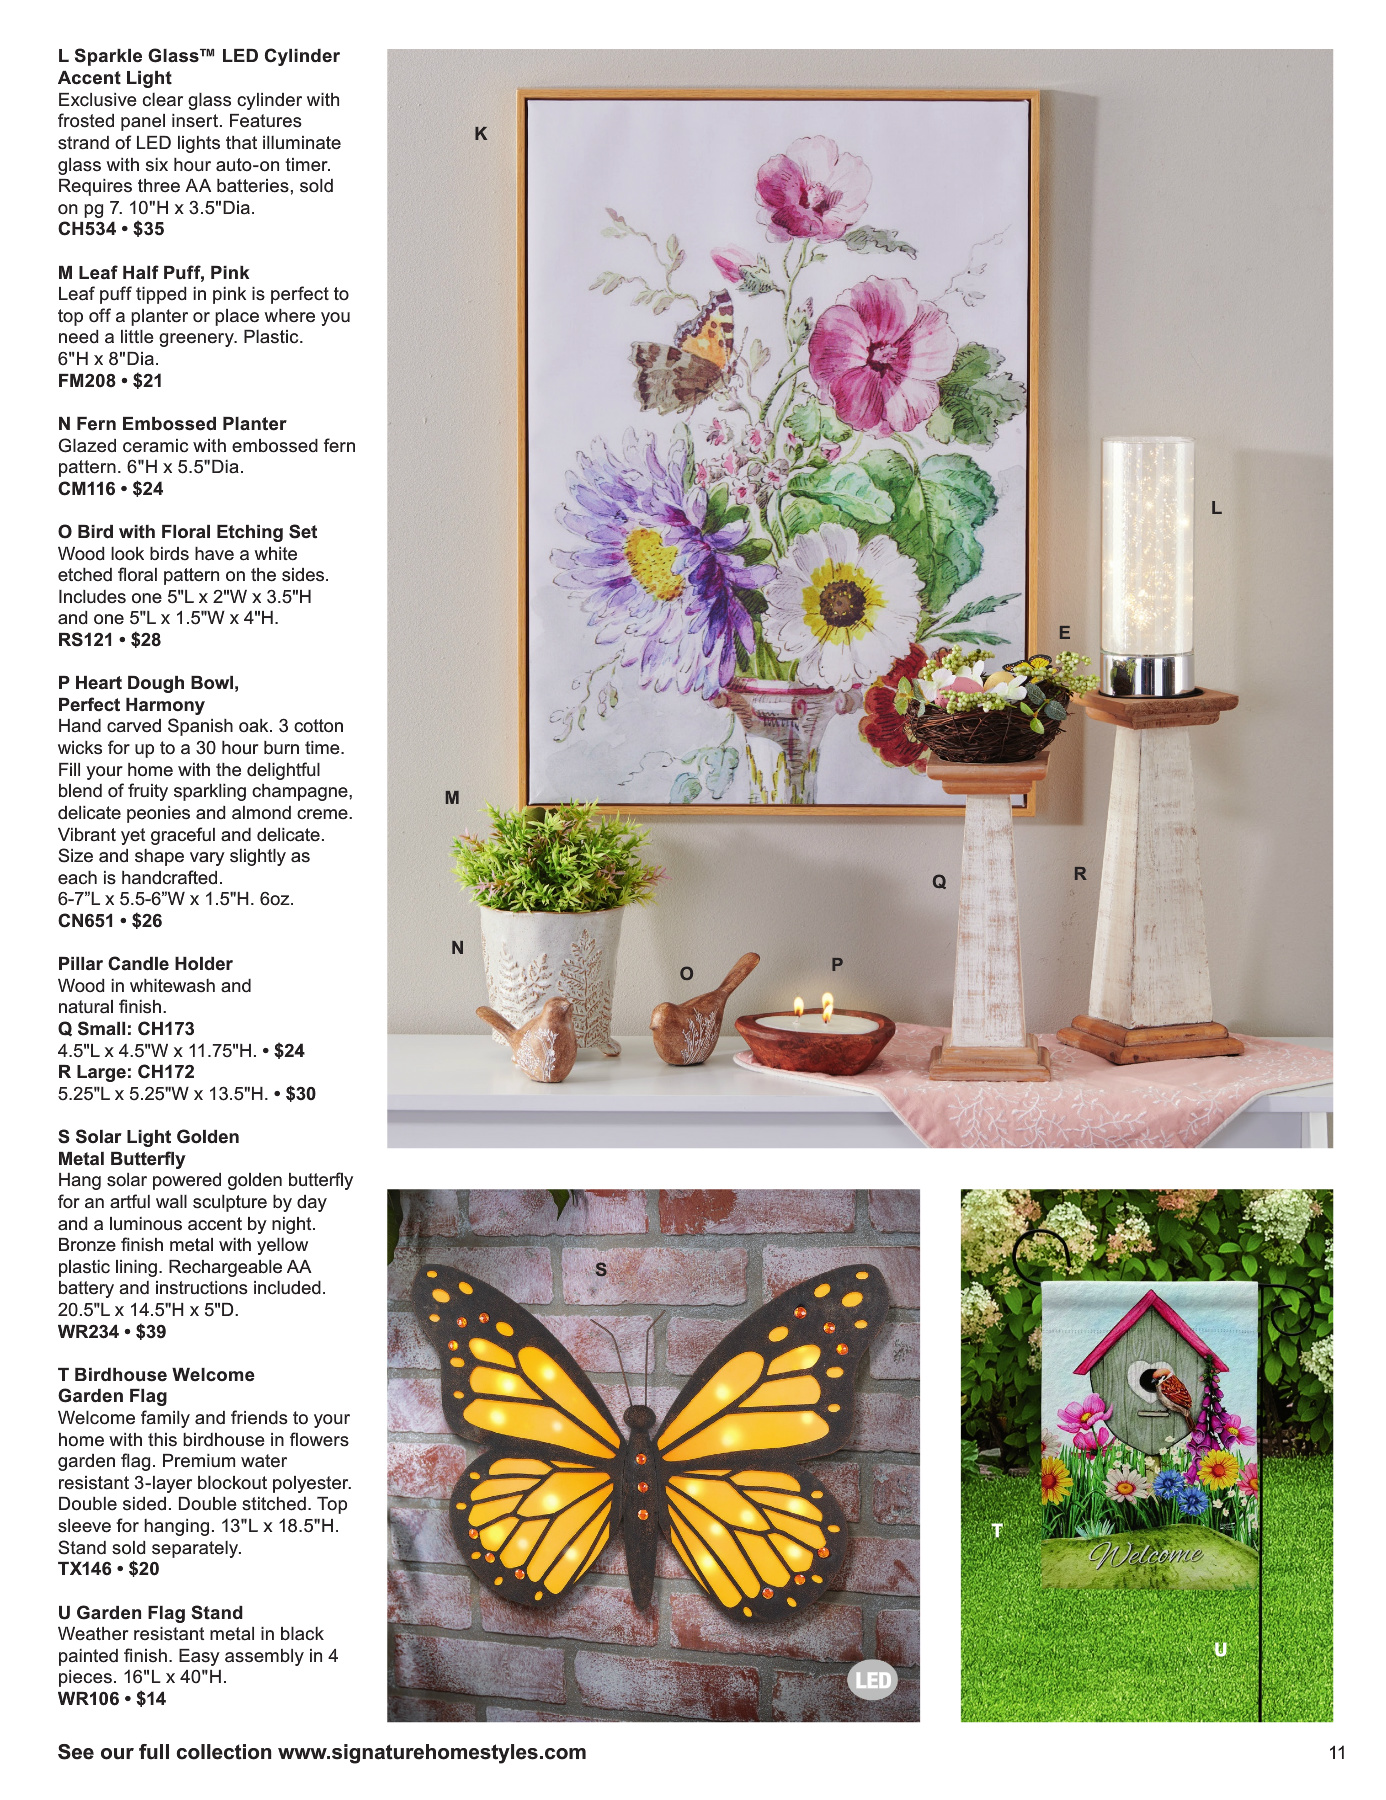 L Sparkle Glass™ LED Cylinder
Accent Light
Exclusive clear glass cylinder with
frosted panel insert. Features
strand of LED lights that illuminate
glass with six hour auto-on timer.
Requires three AA batteries, sold
on pg 7. 10"H x 3.5"Dia.
CH534 • $35
M Leaf Half Puff, Pink
Leaf puff tipped in pink is perfect to
top off a planter or place where you
need a little greenery. Plastic.
6"H x 8"Dia.
FM208 • $21
N Fern Embossed Planter
Glazed ceramic with embossed fern
pattern. 6"H x 5.5"Dia.
CM116 • $24
O Bird with Floral Etching Set
Wood look birds have a white
etched floral pattern on the sides.
Includes one 5"L x 2"W x 3.5"H
and one 5"L x 1.5"W x 4"H.
RS121 • $28
P Heart Dough Bowl,
Perfect Harmony
Hand carved Spanish oak. 3 cotton
wicks for up to a 30 hour burn time.
Fill your home with the delightful
blend of fruity sparkling champagne,
delicate peonies and almond creme.
Vibrant yet graceful and delicate.
Size and shape vary slightly as
each is handcrafted.
6-7”L x 5.5-6”W x 1.5"H. 6oz.
CN651 • $26
Pillar Candle Holder
Wood in whitewash and
natural finish.
Q Small: CH173
4.5"L x 4.5"W x 11.75"H. • $24
R Large: CH172
5.25"L x 5.25"W x 13.5"H. • $30
S Solar Light Golden
Metal Butterfly
Hang solar powered golden butterfly
for an artful wall sculpture by day
and a luminous accent by night.
Bronze finish metal with yellow
plastic lining. Rechargeable AA
battery and instructions included.
20.5"L x 14.5"H x 5"D.
WR234 • $39
T Birdhouse Welcome
Garden Flag
Welcome family and friends to your
home with this birdhouse in flowers
garden flag. Premium water
resistant 3-layer blockout polyester.
Double sided. Double stitched. Top
sleeve for hanging. 13"L x 18.5"H.
Stand sold separately.
TX146 • $20
U Garden Flag Stand
Weather resistant metal in black
painted finish. Easy assembly in 4
pieces. 16"L x 40"H.
WR106 • $14
K
L
E
M
Q
R
N
O
P
S
LED
T
Welcome
U
See our full collection www.signaturehomestyles.com
11